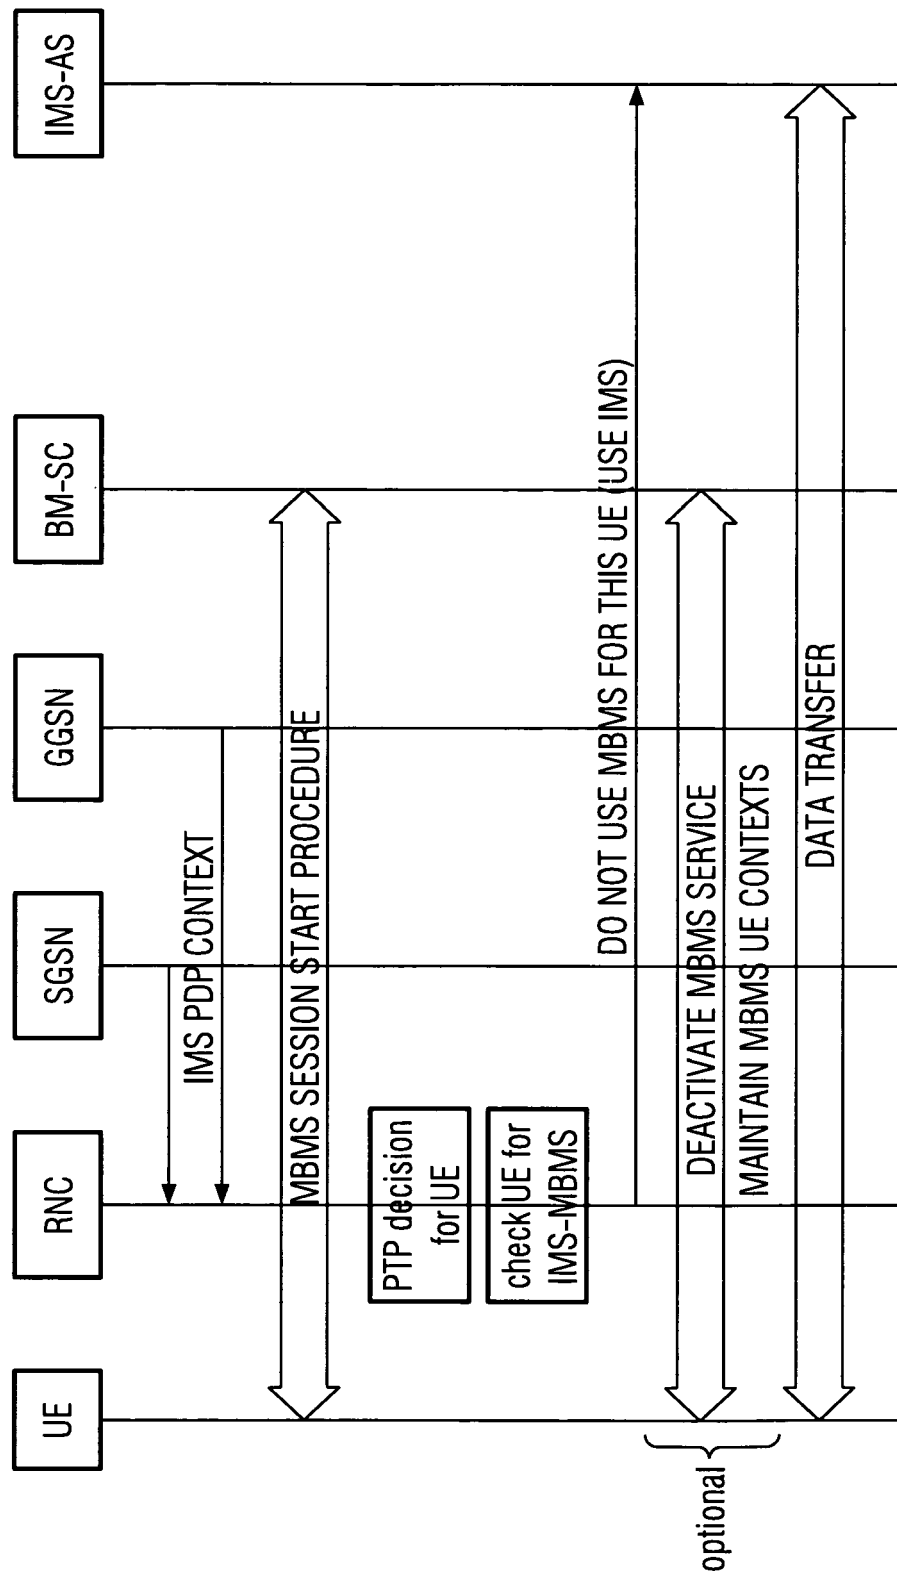 UE
RNC
SGSN
GGSN
BM-SC
IMS-AS
IMS PDP CONTEXT
MBMS SESSION START PROCEDURE
PTP decision
for UE
check UE for
IMS-MBMS
DO NOT USE MBMS FOR THIS UE (USE IMS)
optional
DEACTIVATE MBMS SERVICE
MAINTAIN MBMS UE CONTEXTS
DATA TRANSFER